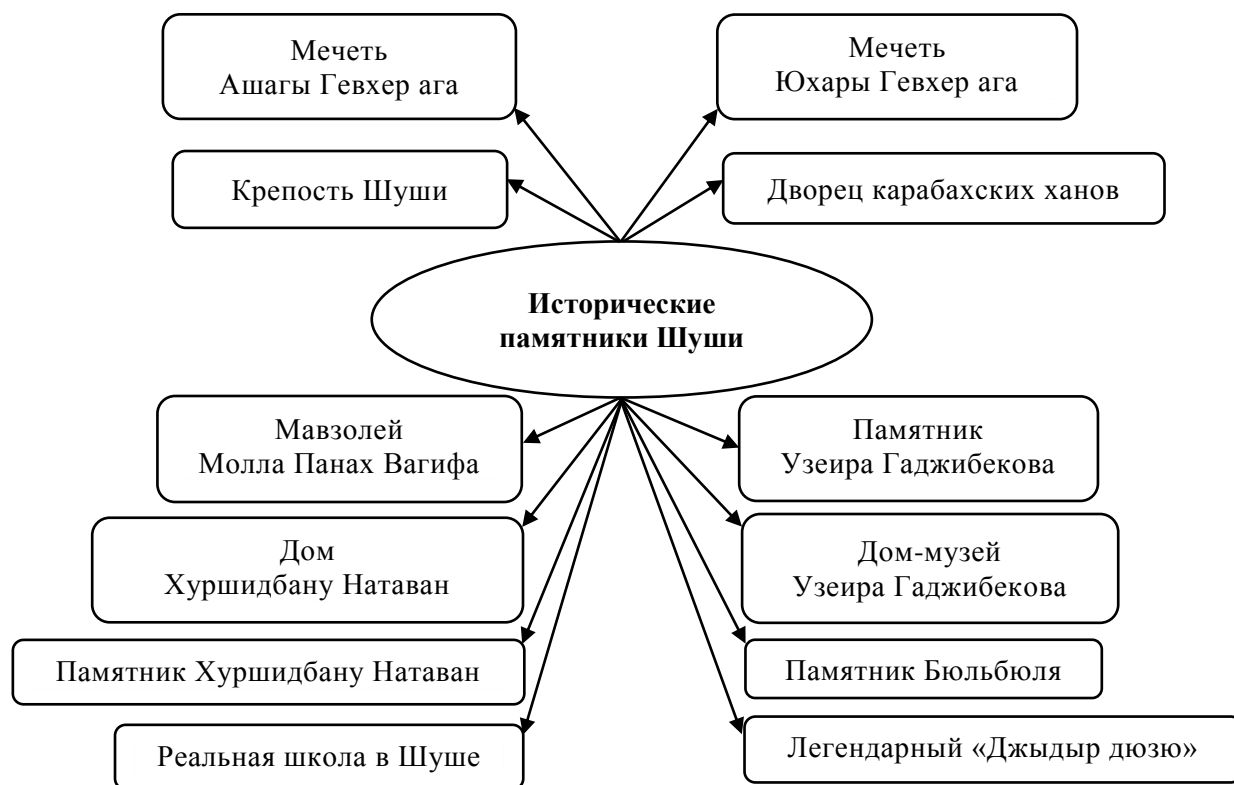 Мечеть
Ашагы Гевхер ага
Мечеть
Юхары Гевхер ага
Крепость Шуши
Дворец карабахских ханов
Исторические
памятники Шуши
Мавзолей
Молла Панах Вагифа
Памятник
Узеира Гаджибекова
Дом
Хуршидбану Натаван
Дом-музей
Узеира Гаджибекова
Памятник Хуршидбану Натаван
Памятник Бюльбюля
Реальная школа в Шуше
Легендарный «Джыдыр дюзю»